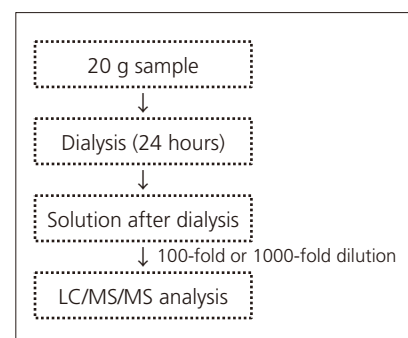 20 g sample
↓
Dialysis (24 hours)
↓
Solution after dialysis
↓ 100-fold or 1000-fold dilution
LC/MS/MS analysis